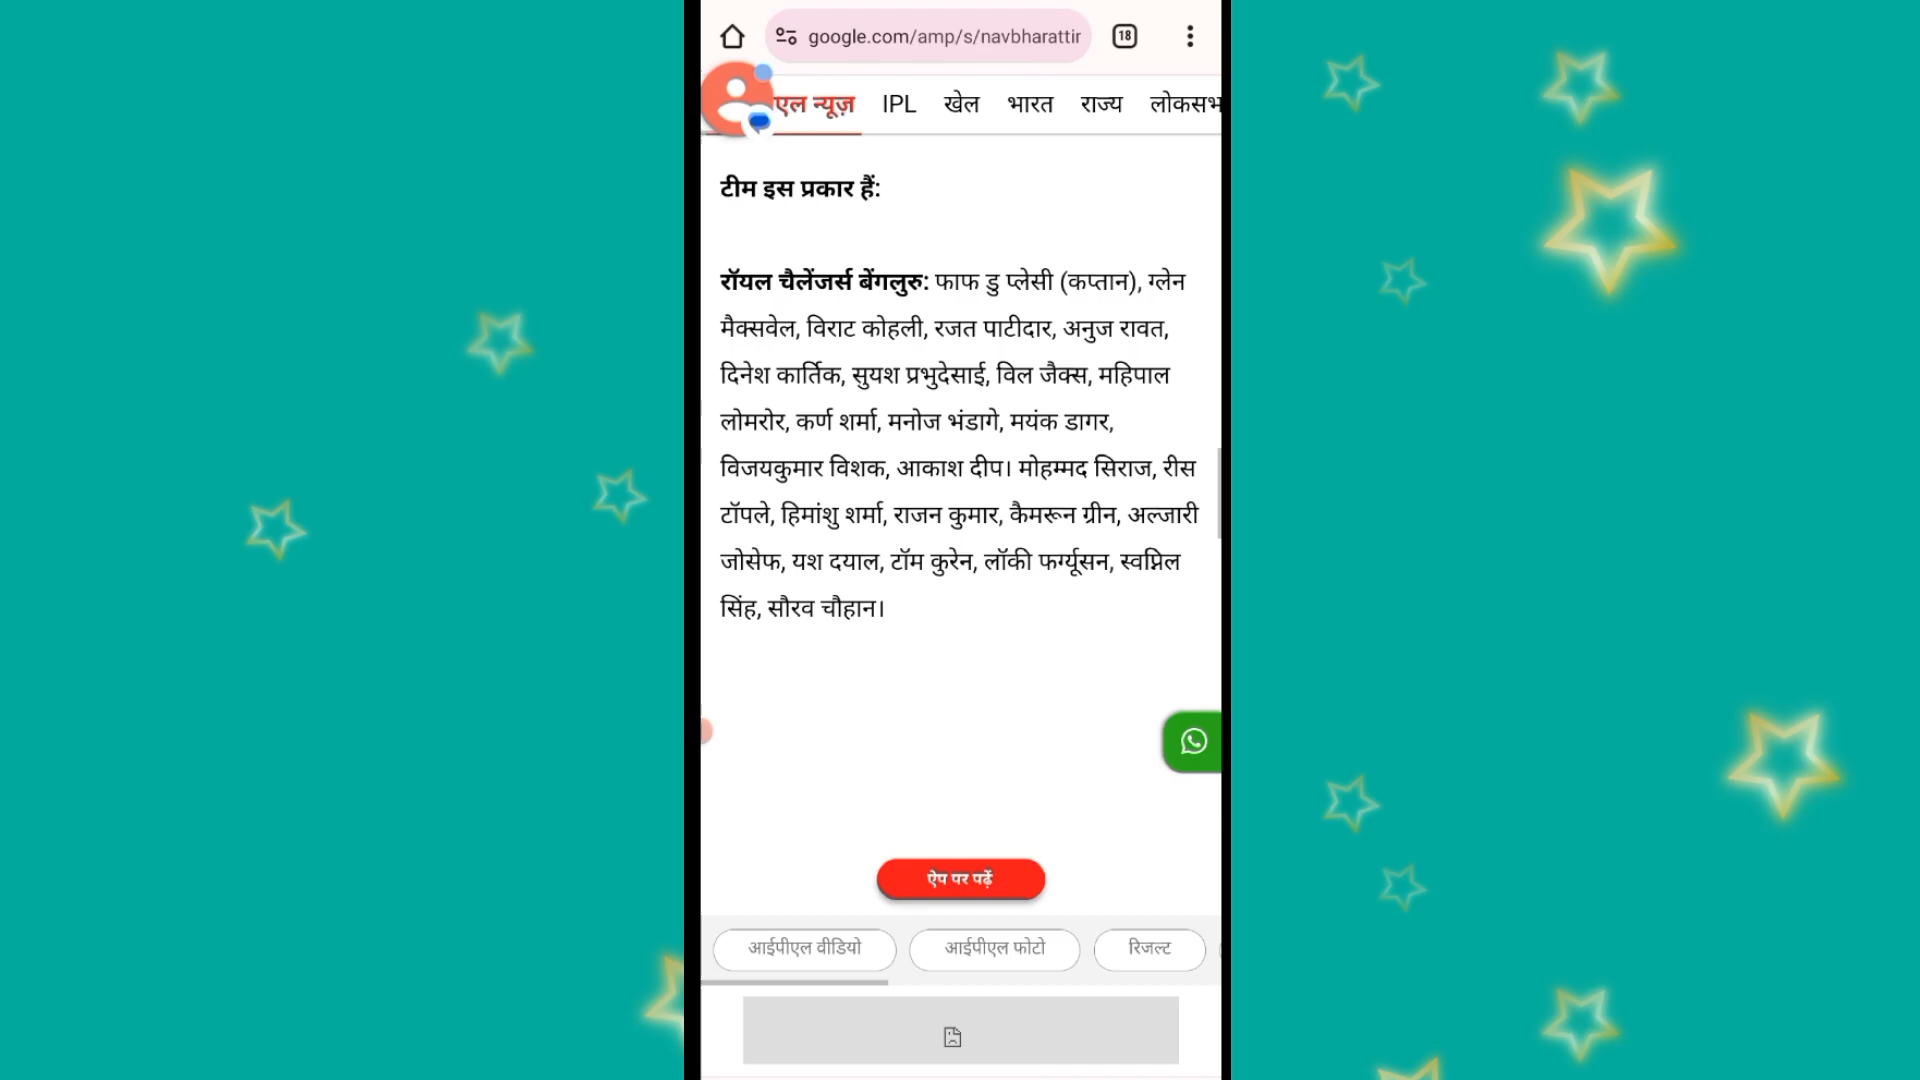 google.com/amp/s/navbharattir
18
एल न्यूज़ IPL खेल भारत राज्य लोकसभ
टीम इस प्रकार हैं:
रॉयल चैलेंजर्स बेंगलुरु: फाफ डु प्लेसी (कप्तान), ग्लेन
मैक्सवेल, विराट कोहली, रजत पाटीदार, अनुज रावत,
दिनेश कार्तिक, सुयश प्रभुदेसाई, विल जैक्स, महिपाल
लोमरोर, कर्ण शर्मा, मनोज भंडागे, मयंक डागर,
विजयकुमार विशक, आकाश दीप। मोहम्मद सिराज, रीस
टॉपले, हिमांशु शर्मा, राजन कुमार, कैमरून ग्रीन, अल्जारी
जोसेफ, यश दयाल, टॉम कुरेन, लॉकी फर्ग्यूसन, स्वप्निल
सिंह, सौरव चौहान।
ऐप पर पढ़ें
आईपीएल वीडियो आईपीएल फोटो रिजल्ट